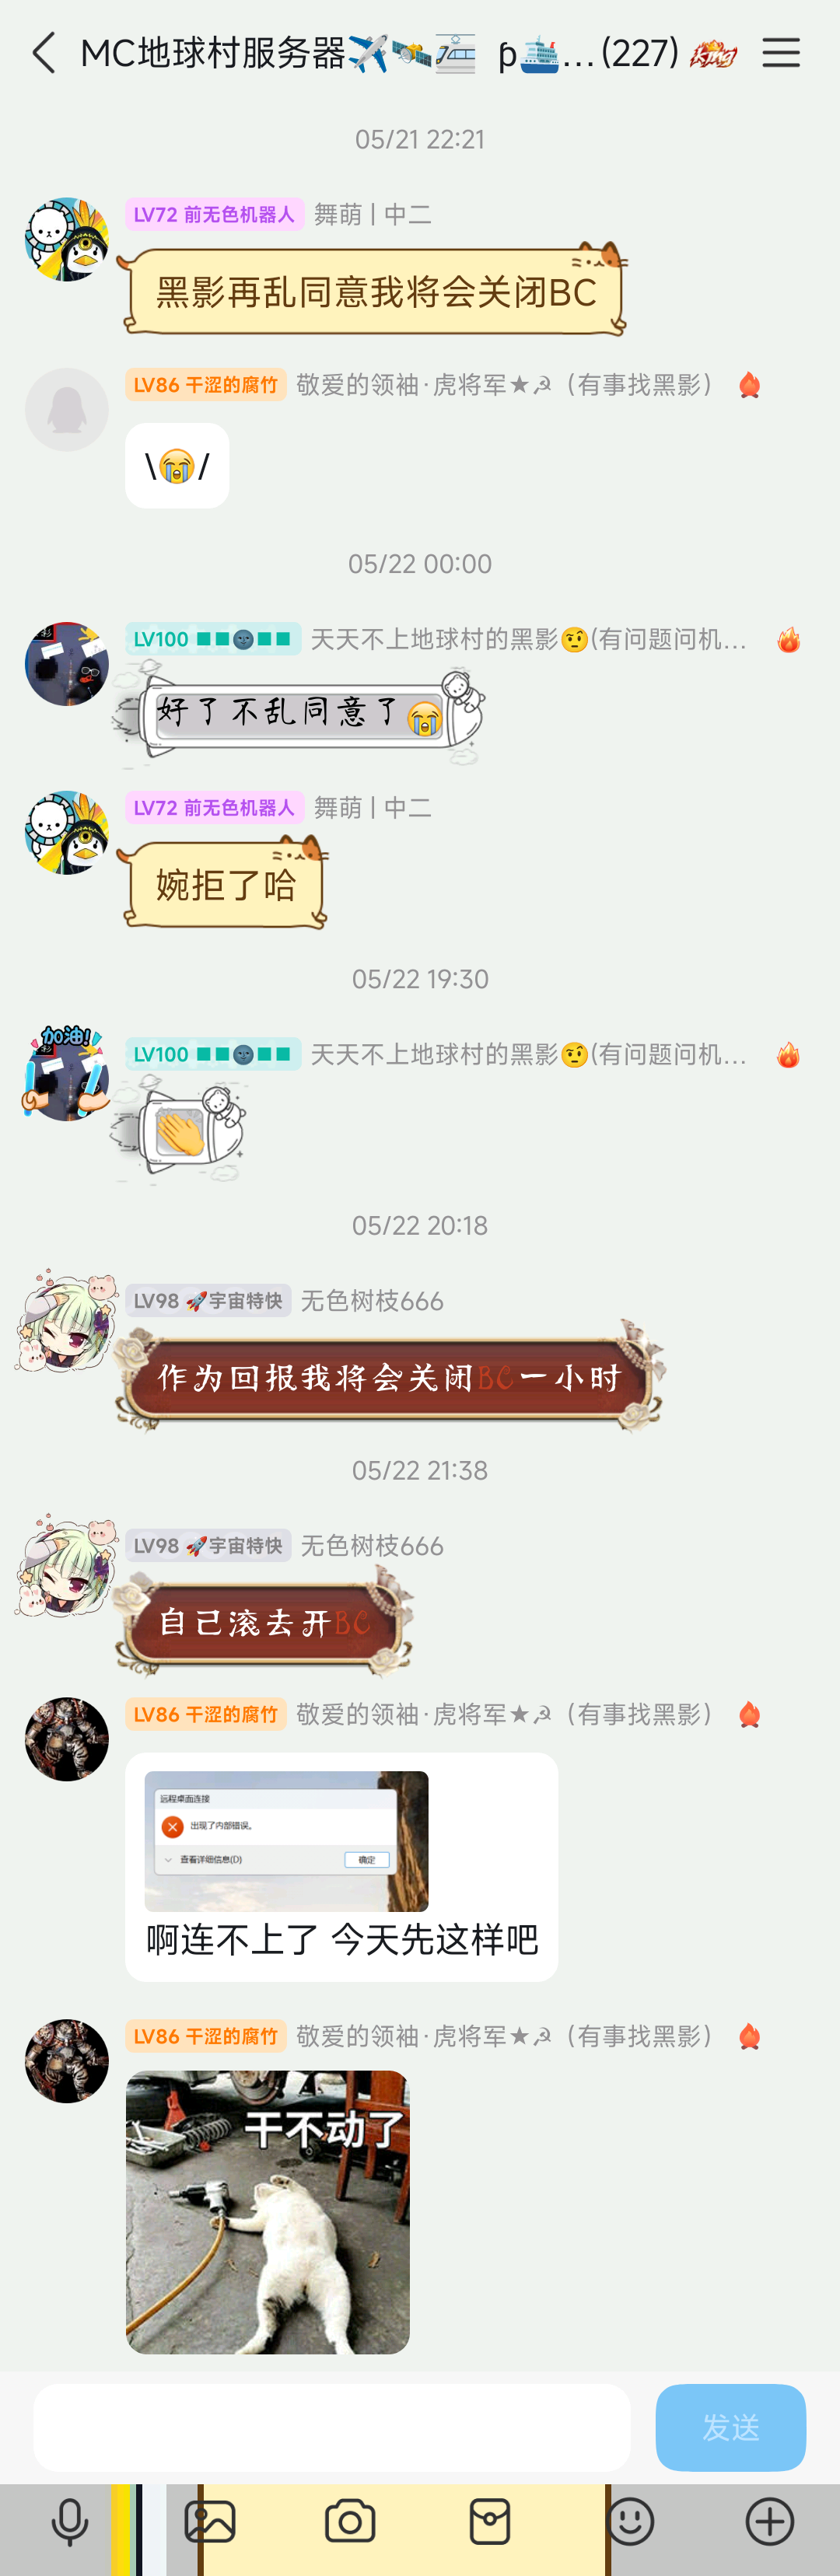 MC地球村服务器✈️🛰️🚈 ƿ🛳️...(227)
05/21 22:21
LV72 前无色机器人 舞萌 | 中二
黑影再乱同意我将会关闭BC
LV86 干涩的腐竹 敬爱的领袖·虎将军★☭（有事找黑影）
\😭/
05/22 00:00
LV100 ■■🌚■■ 天天不上地球村的黑影🤨(有问题问机...
好了不乱同意了😭
LV72 前无色机器人 舞萌 | 中二
婉拒了哈
05/22 19:30
加油!
LV100 ■■🌚■■ 天天不上地球村的黑影🤨(有问题问机...
👏
05/22 20:18
LV98 🚀宇宙特快 无色树枝666
作为回报我将会关闭BC一小时
05/22 21:38
LV98 🚀宇宙特快 无色树枝666
自己滚去开BC
LV86 干涩的腐竹 敬爱的领袖·虎将军★☭（有事找黑影）
远程桌面连接
出现了内部错误。
查看详细信息(D) 确定
啊连不上了 今天先这样吧
LV86 干涩的腐竹 敬爱的领袖·虎将军★☭（有事找黑影）
干不动了
发送